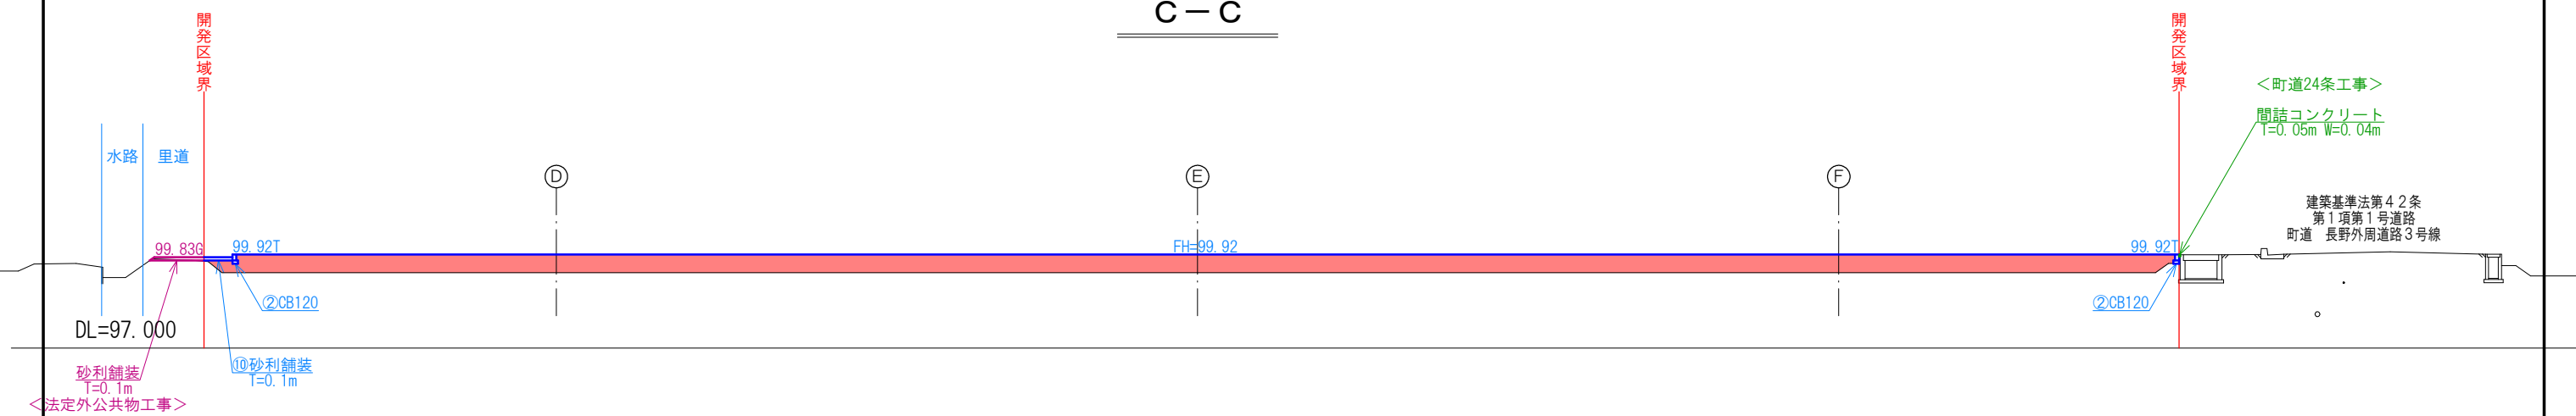 C－C
開発区域界
開発区域界
＜町道24条工事＞
間詰コンクリート
T=0.05m W=0.04m
水路
里道
D
E
F
建築基準法第４２条
第１項第１号道路
町道　長野外周道路３号線
99.83G
99.92T
FH=99.92
99.92T
②CB120
②CB120
DL=97.000
砂利舗装
T=0.1m
＜法定外公共物工事＞
⑩砂利舗装
T=0.1m